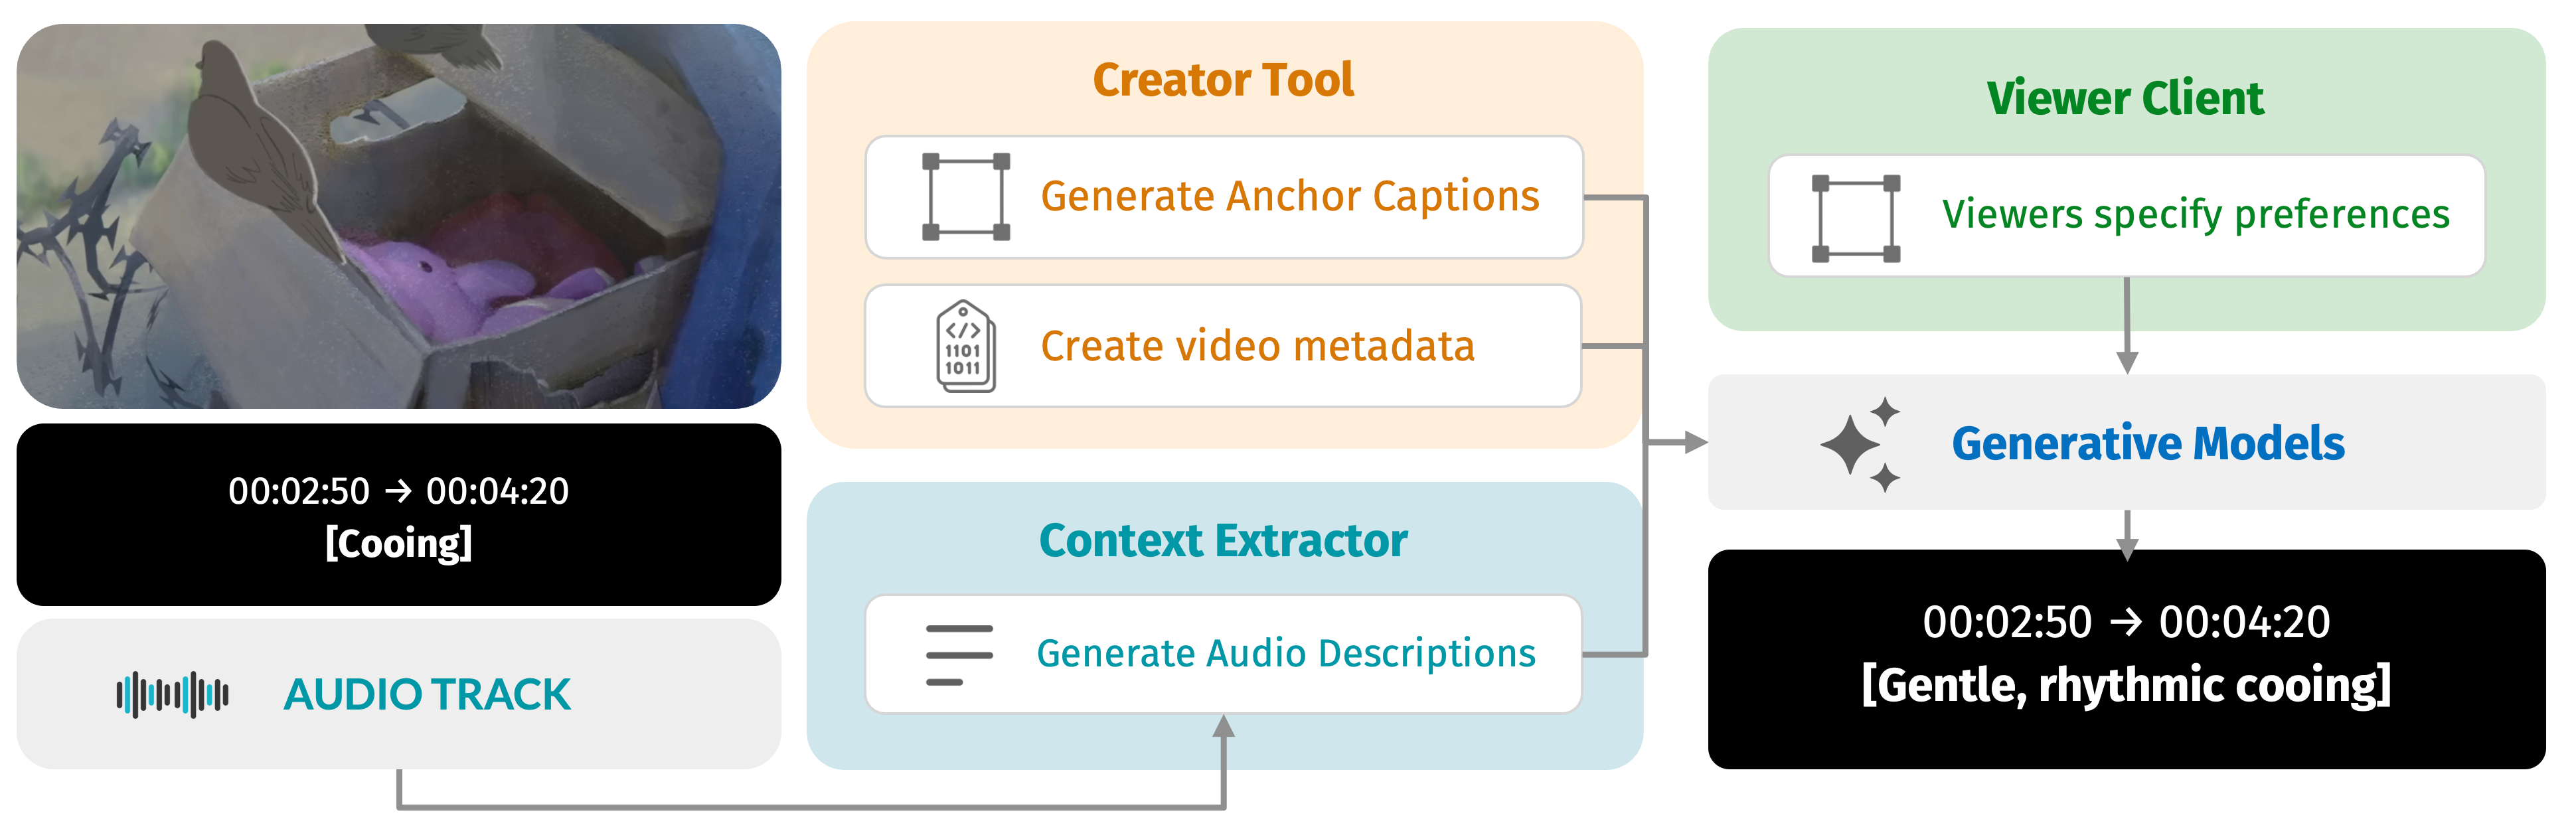 00:02:50 → 00:04:20
[Cooing]
AUDIO TRACK
Creator Tool
Generate Anchor Captions
</>
1101
1011
Create video metadata
Context Extractor
Generate Audio Descriptions
Viewer Client
Viewers specify preferences
Generative Models
00:02:50 → 00:04:20
[Gentle, rhythmic cooing]